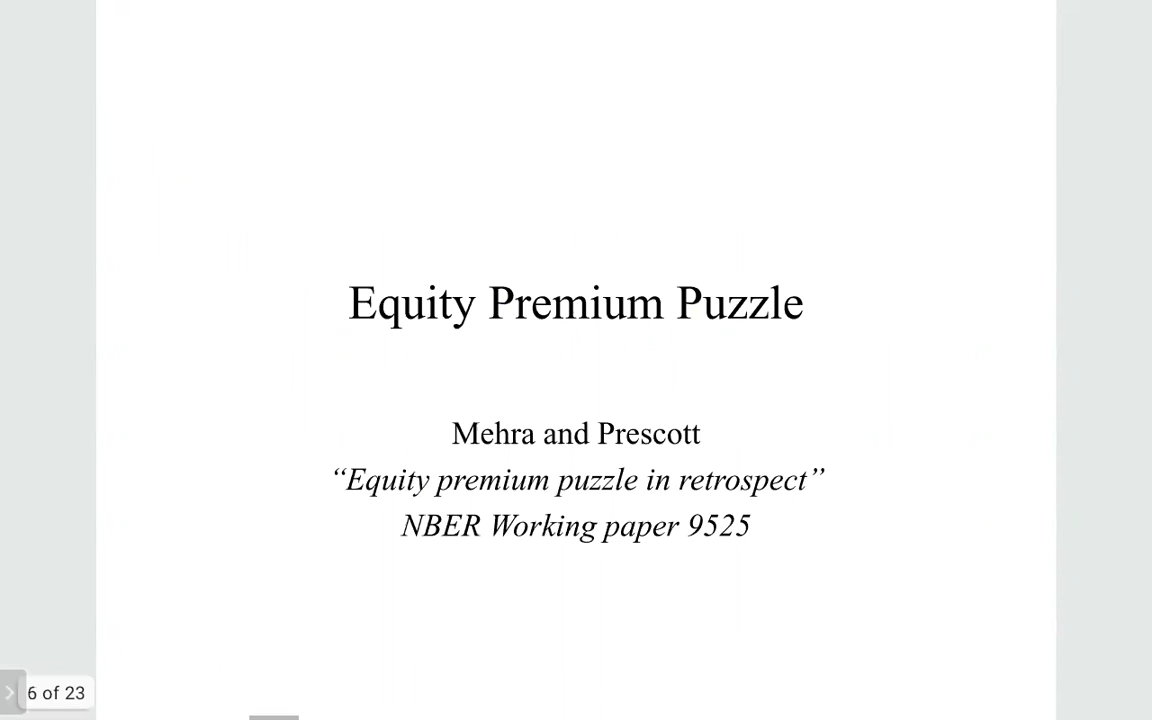 Equity Premium Puzzle
Mehra and Prescott
“Equity premium puzzle in retrospect”
NBER Working paper 9525
6 of 23